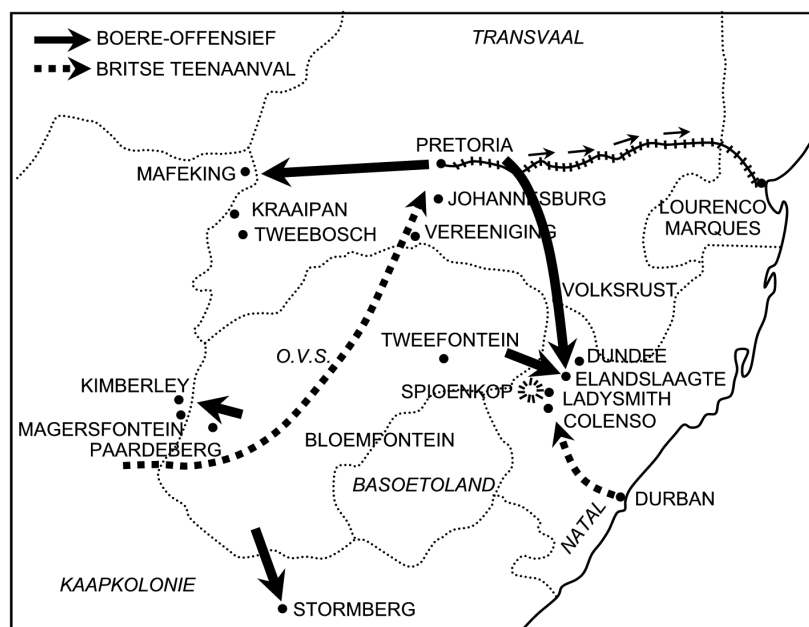 BOERE-OFFENSIEF
BRITSE TEENAANVAL
TRANSVAAL
PRETORIA
MAFEKING
JOHANNESBURG
LOURENCO
MARQUES
KRAAIPAN
TWEEBOSCH
VEREENIGING
VOLKSRUST
TWEEFONTEIN
O.V.S.
DUNDEE
ELANDSLAAGTE
KIMBERLEY
SPIOENKOP
LADYSMITH
COLENSO
MAGERSFONTEIN
PAARDEBERG
BLOEMFONTEIN
BASOETOLAND
DURBAN
NATAL
KAAPKOLONIE
STORMBERG